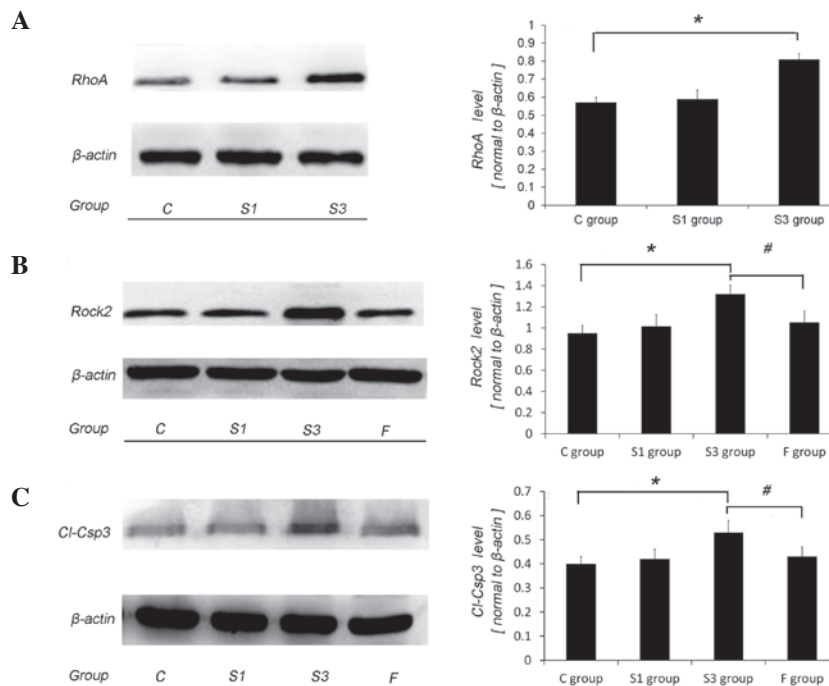 A
RhoA
β-actin
Group C S1 S3
*
RhoA level
[ normal to β-actin ]
1
0.9
0.8
0.7
0.6
0.5
0.4
0.3
0.2
0.1
0
C group S1 group S3 group
B
Rock2
β-actin
Group C S1 S3 F
* #
Rock2 level
[ normal to β-actin ]
1.6
1.4
1.2
1
0.8
0.6
0.4
0.2
0
C group S1 group S3 group F group
C
Cl-Csp3
β-actin
Group C S1 S3 F
* #
Cl-Csp3 level
[ normal to β-actin ]
0.7
0.6
0.5
0.4
0.3
0.2
0.1
0
C group S1 group S3 group F group